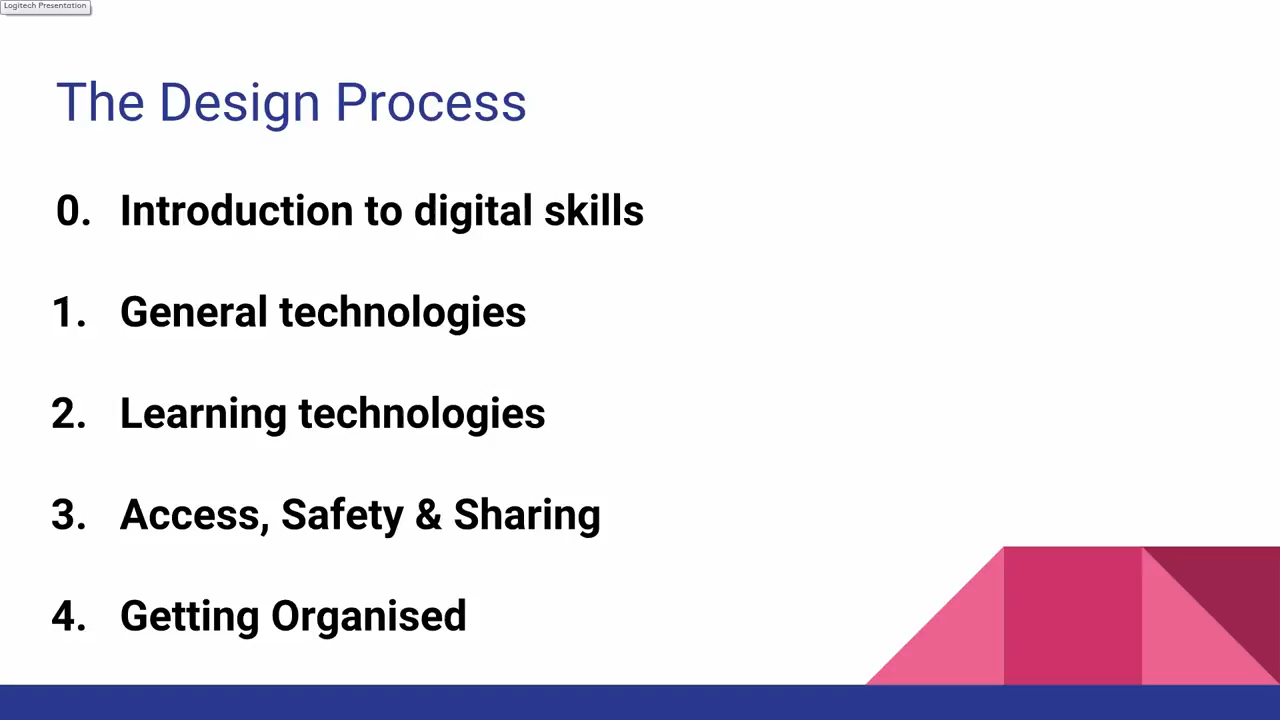 Logitech Presentation
The Design Process
0. Introduction to digital skills
1. General technologies
2. Learning technologies
3. Access, Safety & Sharing
4. Getting Organised